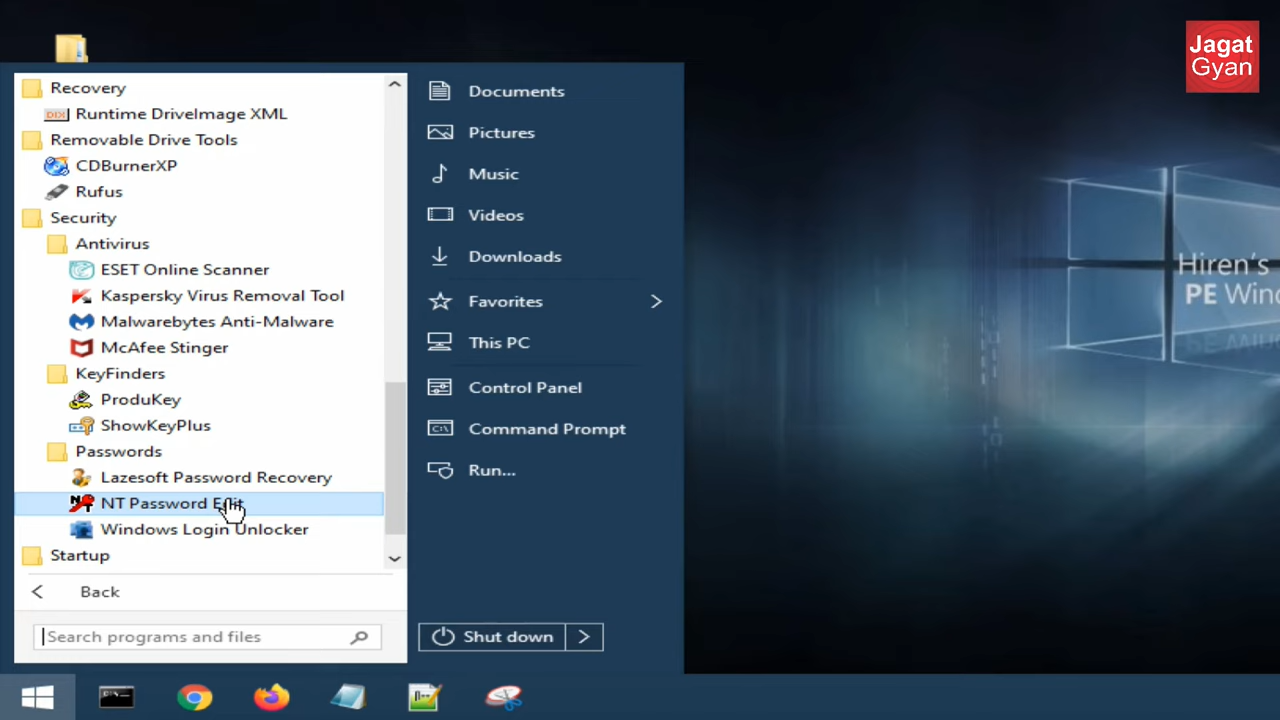 Jagat
Gyan
Recovery
Runtime DriveImage XML
Removable Drive Tools
CDBurnerXP
Rufus
Security
Antivirus
ESET Online Scanner
Kaspersky Virus Removal Tool
Malwarebytes Anti-Malware
McAfee Stinger
KeyFinders
ProduKey
ShowKeyPlus
Passwords
Lazesoft Password Recovery
NT Password Edit
Windows Login Unlocker
Startup
Back
Search programs and files
Documents
Pictures
Music
Videos
Downloads
Favorites
This PC
Control Panel
Command Prompt
Run...
Shut down
Hiren's
PE